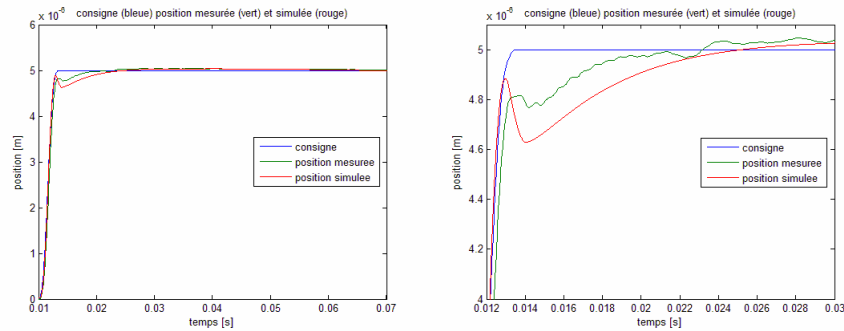 x 10⁻⁶
consigne (bleue) position mesurée (vert) et simulée (rouge)
6
5
4
3
2
1
0
position [m]
consigne
position mesuree
position simulee
0.01 0.02 0.03 0.04 0.05 0.06 0.07
temps [s]
x 10⁻⁶
consigne (bleue) position mesurée (vert) et simulée (rouge)
5
4.8
4.6
4.4
4.2
4
position [m]
consigne
position mesuree
position simulee
0.012 0.014 0.016 0.018 0.02 0.022 0.024 0.026 0.028 0.03
temps [s]